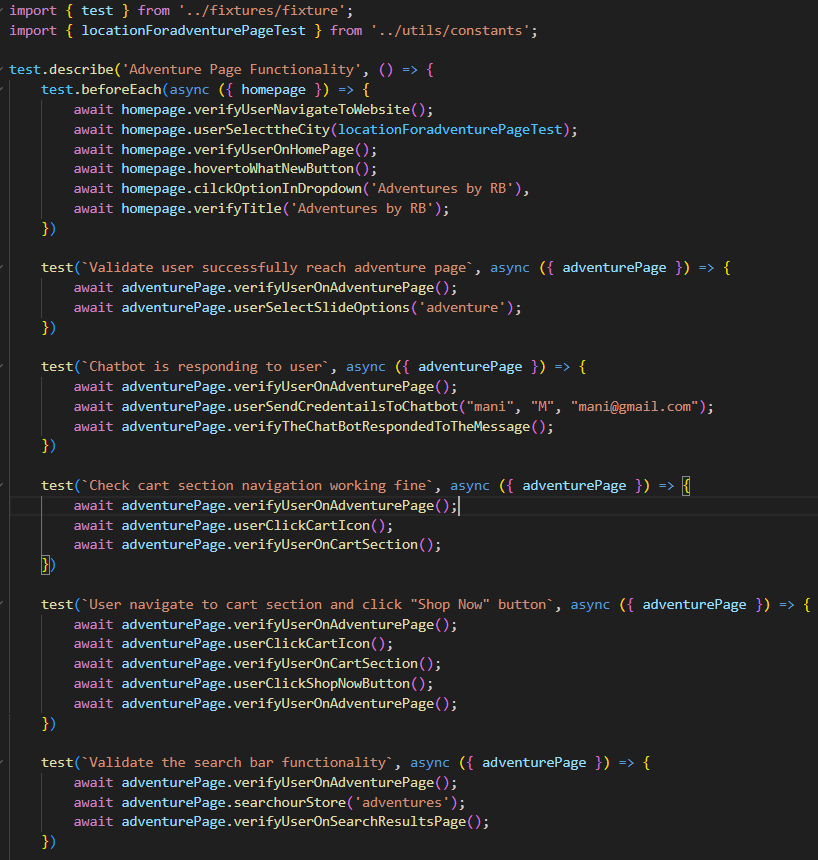 import { test } from '../fixtures/fixture';
import { locationForadventurePageTest } from '../utils/constants';

test.describe('Adventure Page Functionality', () => {
    test.beforeEach(async ({ homepage }) => {
        await homepage.verifyUserNavigateToWebsite();
        await homepage.userSelecttheCity(locationForadventurePageTest);
        await homepage.verifyUserOnHomePage();
        await homepage.hovertoWhatNewButton();
        await homepage.cilckOptionInDropdown('Adventures by RB'),
        await homepage.verifyTitle('Adventures by RB');
    })

    test(`Validate user successfully reach adventure page`, async ({ adventurePage }) => {
        await adventurePage.verifyUserOnAdventurePage();
        await adventurePage.userSelectSlideOptions('adventure');
    })

    test(`Chatbot is responding to user`, async ({ adventurePage }) => {
        await adventurePage.verifyUserOnAdventurePage();
        await adventurePage.userSendCredentailsToChatbot("mani", "M", "mani@gmail.com");
        await adventurePage.verifyTheChatBotRespondedToTheMessage();
    })

    test(`Check cart section navigation working fine`, async ({ adventurePage }) => {
        await adventurePage.verifyUserOnAdventurePage();
        await adventurePage.userClickCartIcon();
        await adventurePage.verifyUserOnCartSection();
    })

    test(`User navigate to cart section and click "Shop Now" button`, async ({ adventurePage }) => {
        await adventurePage.verifyUserOnAdventurePage();
        await adventurePage.userClickCartIcon();
        await adventurePage.verifyUserOnCartSection();
        await adventurePage.userClickShopNowButton();
        await adventurePage.verifyUserOnAdventurePage();
    })

    test(`Validate the search bar functionality`, async ({ adventurePage }) => {
        await adventurePage.verifyUserOnAdventurePage();
        await adventurePage.searchourStore('adventures');
        await adventurePage.verifyUserOnSearchResultsPage();
    })